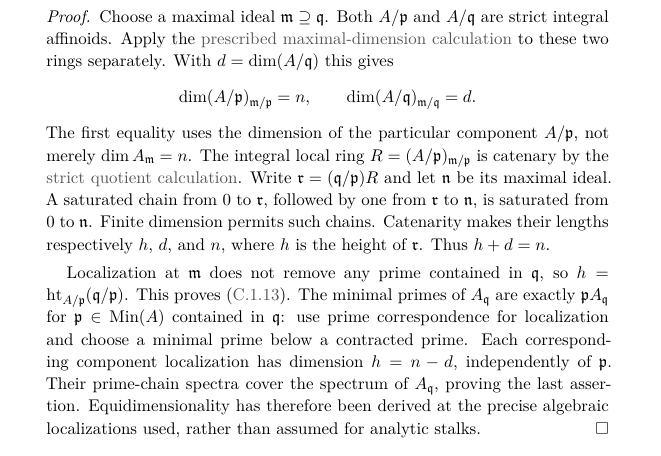 Proof. Choose a maximal ideal 𝔪 ⊇ 𝔮. Both A/𝔭 and A/𝔮 are strict integral
affinoids. Apply the prescribed maximal-dimension calculation to these two
rings separately. With d = dim(A/𝔮) this gives
dim(A/𝔭)_{𝔪/𝔭} = n, dim(A/𝔮)_{𝔪/𝔮} = d.
The first equality uses the dimension of the particular component A/𝔭, not
merely dim A_𝔪 = n. The integral local ring R = (A/𝔭)_{𝔪/𝔭} is catenary by the
strict quotient calculation. Write 𝔯 = (𝔮/𝔭)R and let 𝔫 be its maximal ideal.
A saturated chain from 0 to 𝔯, followed by one from 𝔯 to 𝔫, is saturated from
0 to 𝔫. Finite dimension permits such chains. Catenarity makes their lengths
respectively h, d, and n, where h is the height of 𝔯. Thus h + d = n.
Localization at 𝔪 does not remove any prime contained in 𝔮, so h =
ht_{A/𝔭}(𝔮/𝔭). This proves (C.1.13). The minimal primes of A_𝔮 are exactly 𝔭A_𝔮
for 𝔭 ∈ Min(A) contained in 𝔮: use prime correspondence for localization
and choose a minimal prime below a contracted prime. Each correspond-
ing component localization has dimension h = n − d, independently of 𝔭.
Their prime-chain spectra cover the spectrum of A_𝔮, proving the last asser-
tion. Equidimensionality has therefore been derived at the precise algebraic
localizations used, rather than assumed for analytic stalks. □